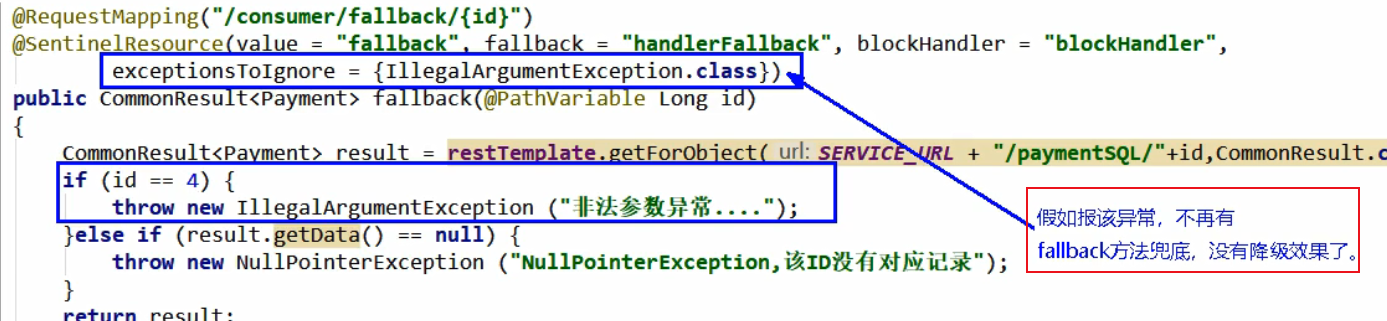 @RequestMapping("/consumer/fallback/{id}")
@SentinelResource(value = "fallback", fallback = "handlerFallback", blockHandler = "blockHandler",
exceptionsToIgnore = {IllegalArgumentException.class})
public CommonResult<Payment> fallback(@PathVariable Long id)
{
CommonResult<Payment> result = restTemplate.getForObject( url: SERVICE_URL + "/paymentSQL/"+id,CommonResult.c
if (id == 4) {
throw new IllegalArgumentException ("非法参数异常....");
}else if (result.getData() == null) {
throw new NullPointerException ("NullPointerException,该ID没有对应记录");
}
return result;
假如报该异常，不再有
fallback方法兜底，没有降级效果了。